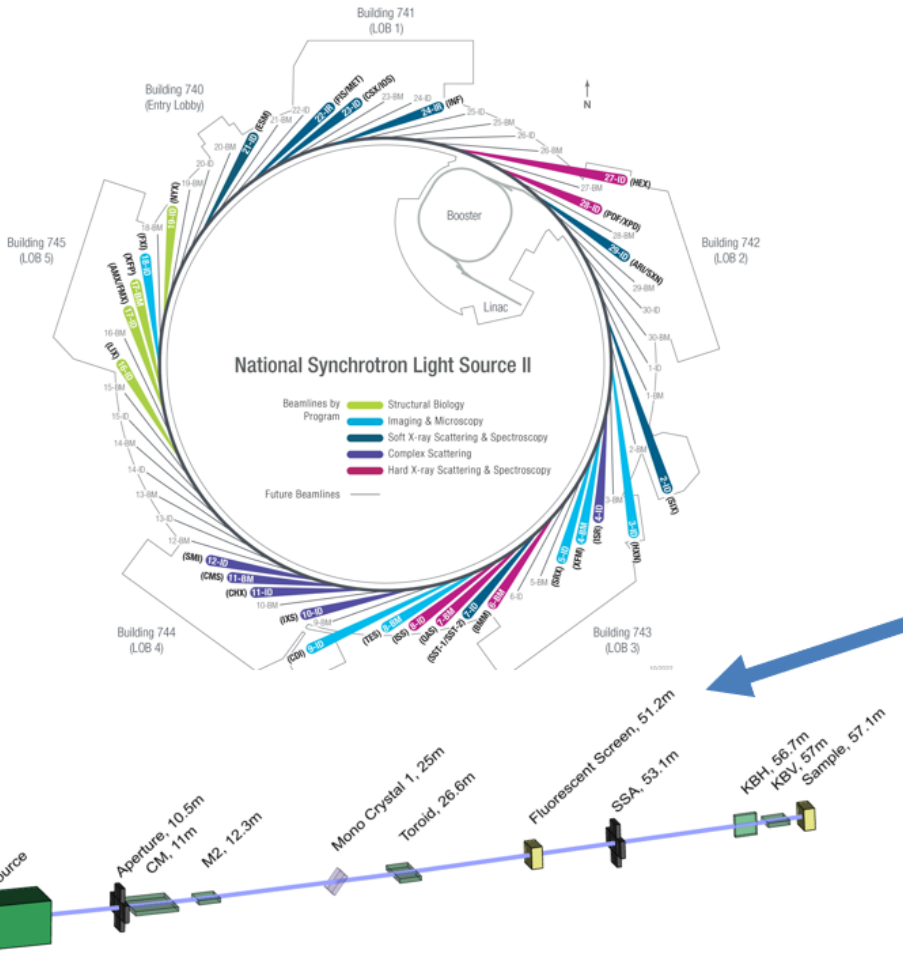 Building 741
(LOB 1)
Building 740
(Entry Lobby)
Building 745
(LOB 5)
Building 742
(LOB 2)
Building 744
(LOB 4)
Building 743
(LOB 3)
N
22-IR (FIS/MET)
23-ID (CSX/IOS)
23-BM
24-ID
24-IR (INF)
25-ID
25-BM
26-ID
26-BM
27-ID (HEX)
27-BM
28-ID (PDF/XPD)
28-BM
29-ID (ARI/SXN)
29-BM
30-ID
30-BM
1-ID
1-BM
2-ID (SIX)
2-BM
3-ID (HXN)
3-BM
4-ID (ISR)
4-BM (XFM)
5-ID (SRX)
5-BM
6-ID
6-BM (BMM)
7-ID (SST-1/SST-2)
7-BM (QAS)
8-ID (ISS)
8-BM (TES)
9-ID (CDI)
9-BM
10-ID (IXS)
10-BM
11-ID (CHX)
11-BM (CMS)
12-ID (SMI)
12-BM
13-ID
13-BM
14-ID
14-BM
15-ID
15-BM
16-ID (LIX)
16-BM
17-ID (AMX/FMX)
17-BM (XFP)
18-ID (FXI)
18-BM
19-ID (NYX)
19-BM
20-ID
20-BM
21-ID (ESM)
21-BM
22-ID
Booster
Linac
National Synchrotron Light Source II
Beamlines by
Program
Structural Biology
Imaging & Microscopy
Soft X-ray Scattering & Spectroscopy
Complex Scattering
Hard X-ray Scattering & Spectroscopy
Future Beamlines
Aperture, 10.5m
CM, 11m
M2, 12.3m
Mono Crystal 1, 25m
Toroid, 26.6m
Fluorescent Screen, 51.2m
SSA, 53.1m
KBH, 56.7m
KBV, 57m
Sample, 57.1m